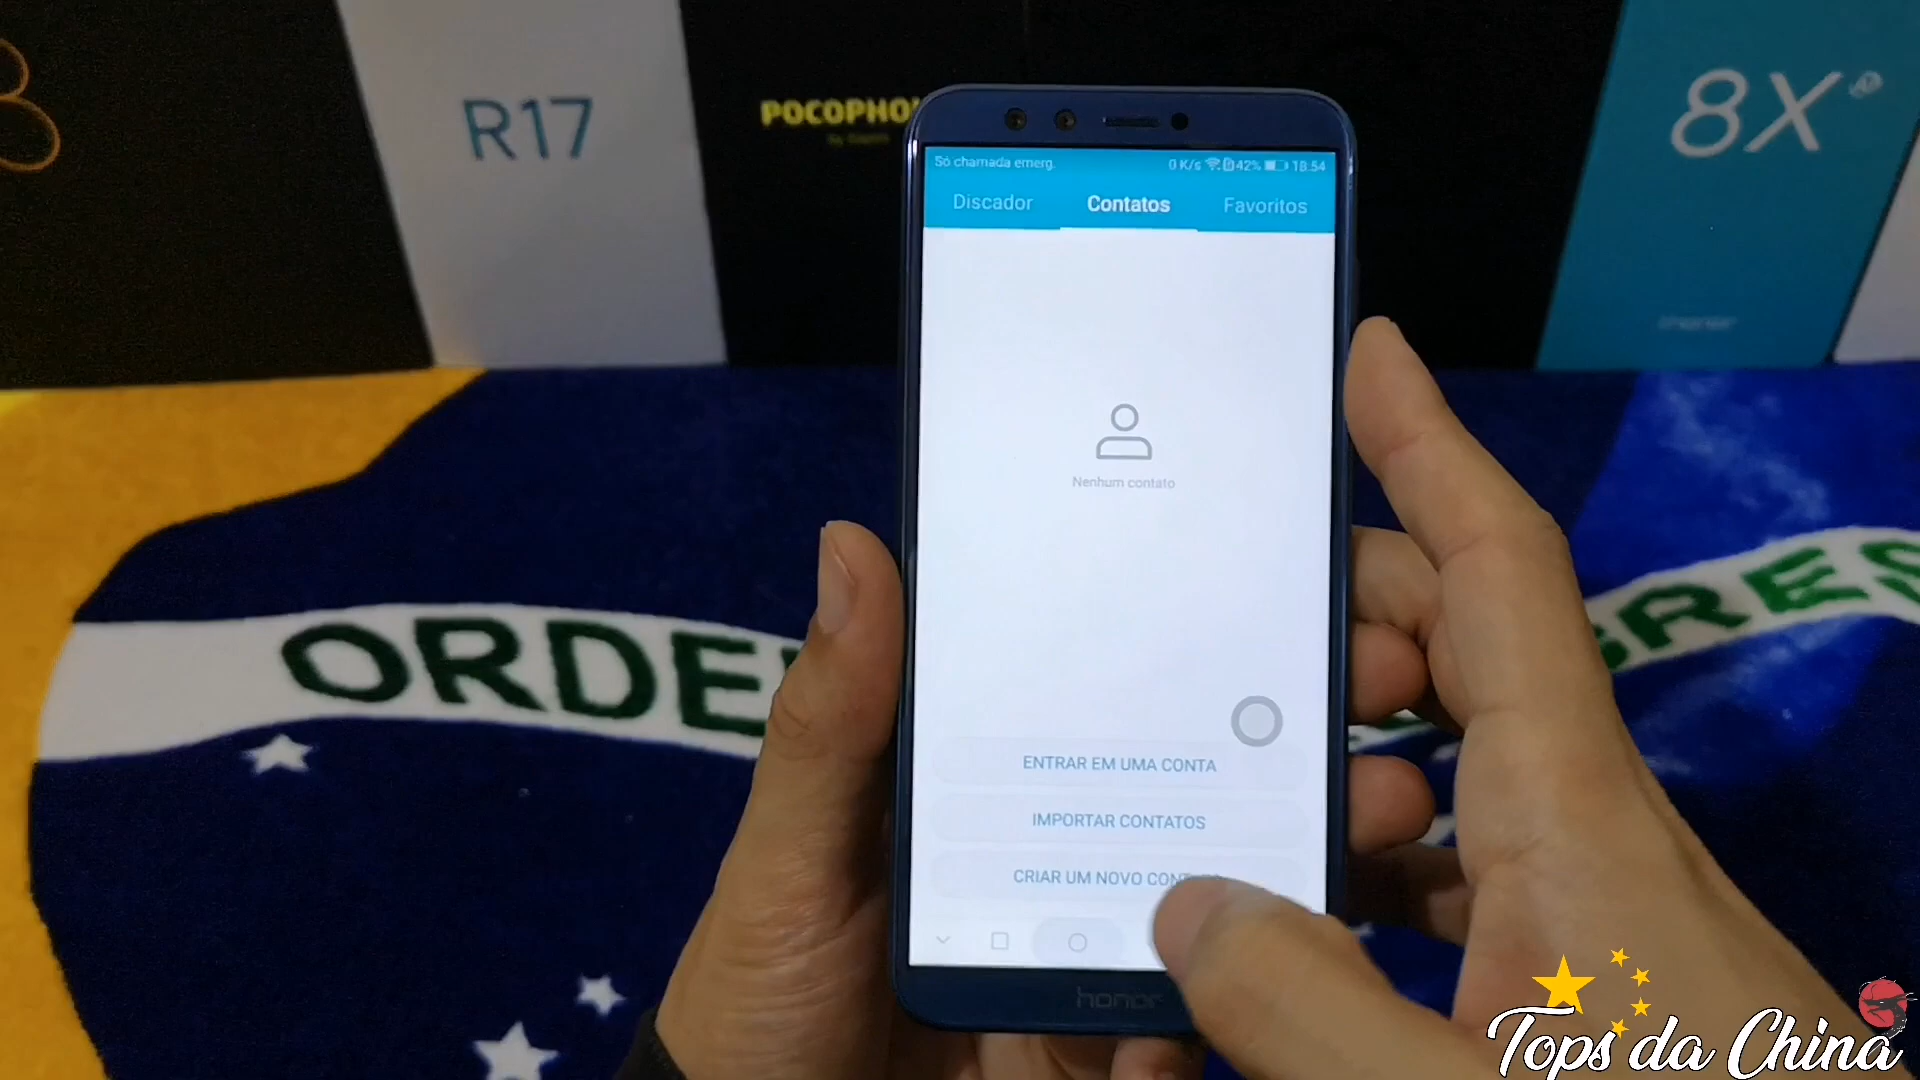 R17
POCOPHO
8X
honor
Só chamada emerg.
0 K/s 42% 18:54
Discador Contatos Favoritos
Nenhum contato
ENTRAR EM UMA CONTA
IMPORTAR CONTATOS
CRIAR UM NOVO CON
honor
ORDE
GRES
Tops da China